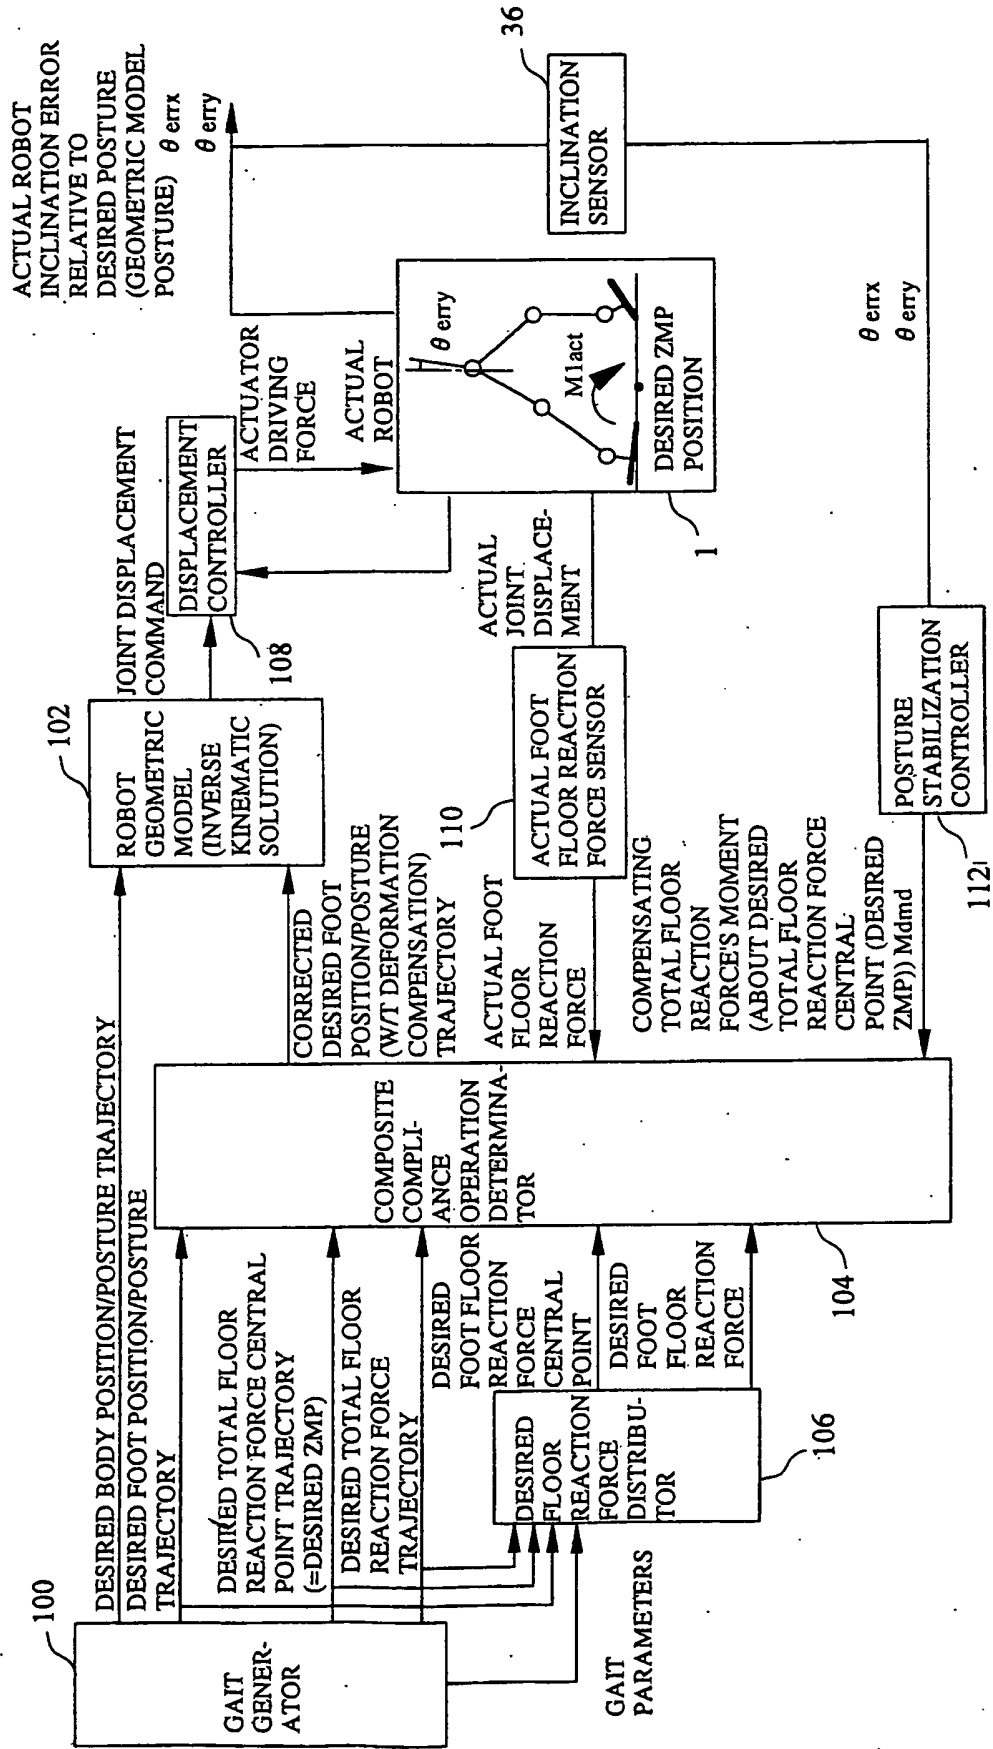 100
GAIT
GENER-
ATOR
DESIRED BODY POSITION/POSTURE TRAJECTORY
DESIRED FOOT POSITION/POSTURE
TRAJECTORY
DESIRED TOTAL FLOOR
REACTION FORCE CENTRAL
POINT TRAJECTORY
(=DESIRED ZMP)
DESIRED TOTAL FLOOR
REACTION FORCE
TRAJECTORY
GAIT
PARAMETERS
DESIRED
FLOOR
REACTION
FORCE
DISTRIBU-
TOR
106
DESIRED
FOOT FLOOR
REACTION
FORCE
CENTRAL
POINT
DESIRED
FOOT
FLOOR
REACTION
FORCE
COMPOSITE
COMPLI-
ANCE
OPERATION
DETERMINA-
TOR
104
CORRECTED
DESIRED FOOT
POSITION/POSTURE
(W/T DEFORMATION
COMPENSATION)
TRAJECTORY
102
ROBOT
GEOMETRIC
MODEL
(INVERSE
KINEMATIC
SOLUTION)
JOINT DISPLACEMENT
COMMAND
DISPLACEMENT
CONTROLLER
108
ACTUATOR
DRIVING
FORCE
ACTUAL
ROBOT
ACTUAL ROBOT
INCLINATION ERROR
RELATIVE TO
DESIRED POSTURE
(GEOMETRIC MODEL
POSTURE) θ errx
θ erry
θ erry
M1act
DESIRED ZMP
POSITION
1
ACTUAL
JOINT
DISPLACE-
MENT
110
ACTUAL FOOT
FLOOR REACTION
FORCE SENSOR
ACTUAL FOOT
FLOOR
REACTION
FORCE
36
INCLINATION
SENSOR
θ errx
θ erry
POSTURE
STABILIZATION
CONTROLLER
112
COMPENSATING
TOTAL FLOOR
REACTION
FORCE'S MOMENT
(ABOUT DESIRED
TOTAL FLOOR
REACTION FORCE
CENTRAL
POINT (DESIRED
ZMP)) Mdmd